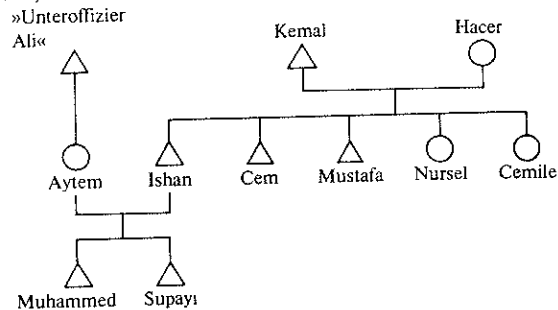 »Unteroffizier
Ali«
Kemal
Hacer
Aytem
Ishan
Cem
Mustafa
Nursel
Cemile
Muhammed
Supayı